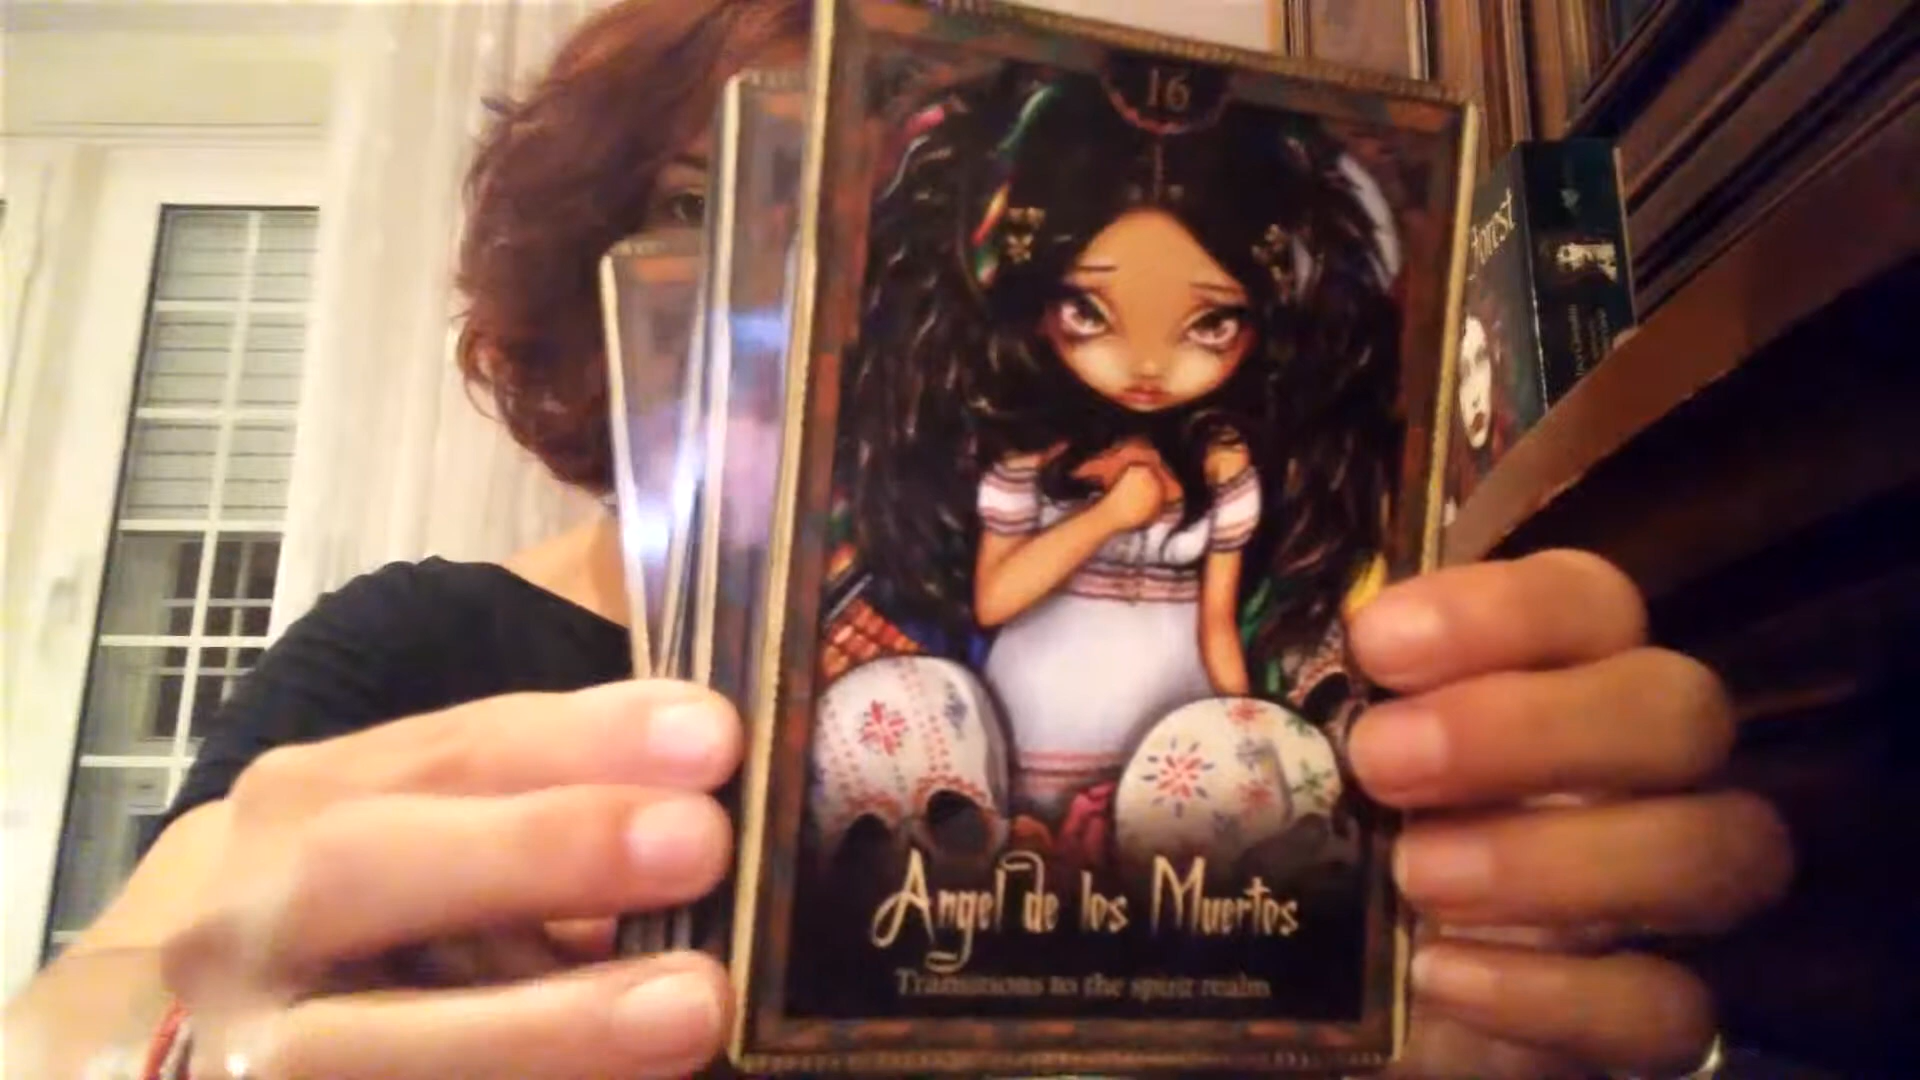 16
Angel de los Muertos
Transitions to the spirit realm
forest